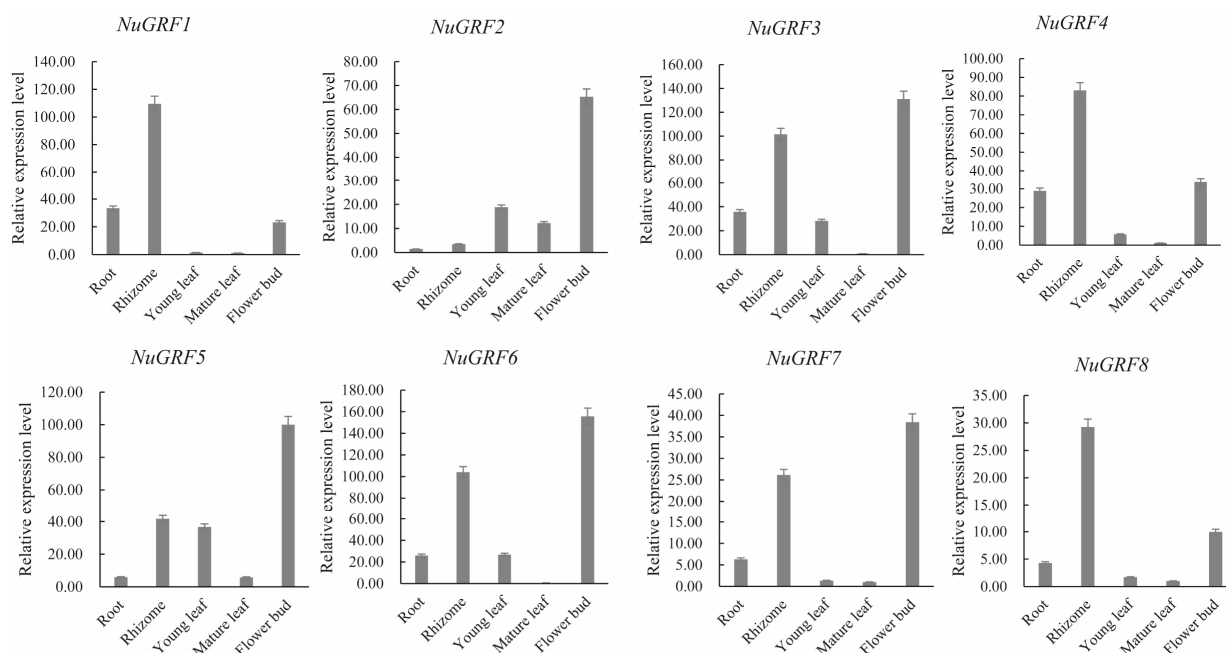 NuGRF1
Relative expression level
140.00
120.00
100.00
80.00
60.00
40.00
20.00
0.00
Root
Rhizome
Young leaf
Mature leaf
Flower bud
NuGRF2
Relative expression level
80.00
70.00
60.00
50.00
40.00
30.00
20.00
10.00
0.00
Root
Rhizome
Young leaf
Mature leaf
Flower bud
NuGRF3
Relative expression level
160.00
140.00
120.00
100.00
80.00
60.00
40.00
20.00
0.00
Root
Rhizome
Young leaf
Mature leaf
Flower bud
NuGRF4
Relative expression level
100.00
90.00
80.00
70.00
60.00
50.00
40.00
30.00
20.00
10.00
0.00
Root
Rhizome
Young leaf
Mature leaf
Flower bud
NuGRF5
Relative expression level
120.00
100.00
80.00
60.00
40.00
20.00
0.00
Root
Rhizome
Young leaf
Mature leaf
Flower bud
NuGRF6
Relative expression level
180.00
160.00
140.00
120.00
100.00
80.00
60.00
40.00
20.00
0.00
Root
Rhizome
Young leaf
Mature leaf
Flower bud
NuGRF7
Relative expression level
45.00
40.00
35.00
30.00
25.00
20.00
15.00
10.00
5.00
0.00
Root
Rhizome
Young leaf
Mature leaf
Flower bud
NuGRF8
Relative expression level
35.00
30.00
25.00
20.00
15.00
10.00
5.00
0.00
Root
Rhizome
Young leaf
Mature leaf
Flower bud